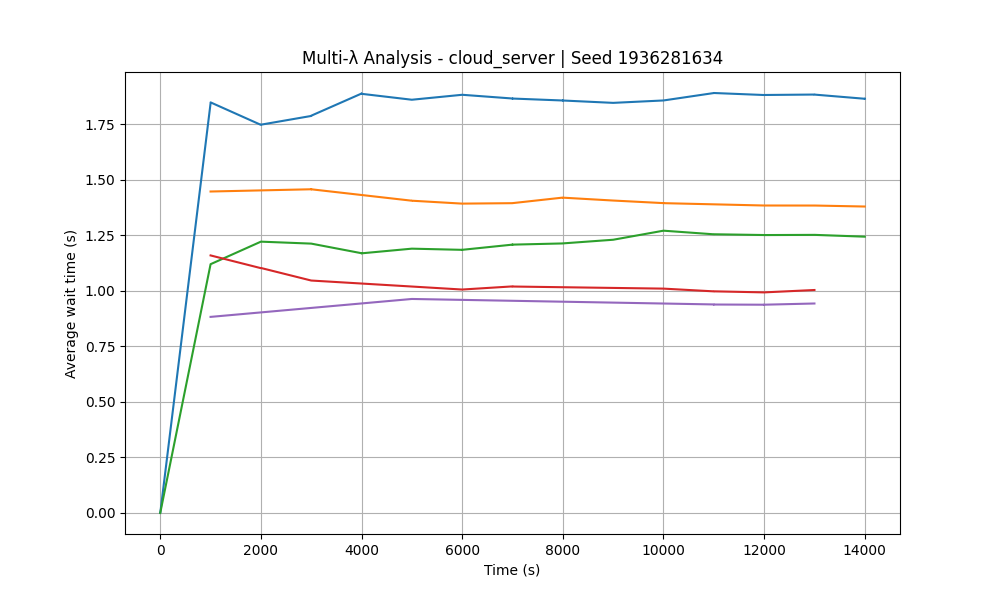 Multi-λ Analysis - cloud_server | Seed 1936281634
Average wait time (s)
1.75
1.50
1.25
1.00
0.75
0.50
0.25
0.00
0 2000 4000 6000 8000 10000 12000 14000
Time (s)